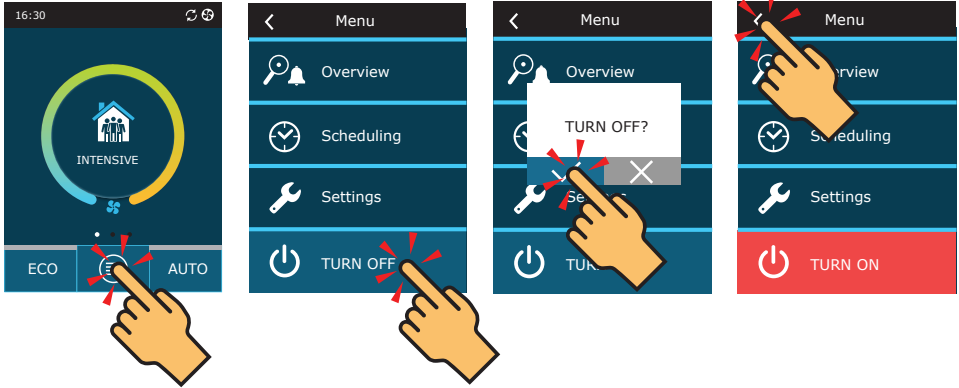 16:30
INTENSIVE
ECO
AUTO
Menu
Overview
Scheduling
Settings
TURN OFF
Menu
Overview
TURN OFF?
Menu
Scheduling
Settings
TURN ON